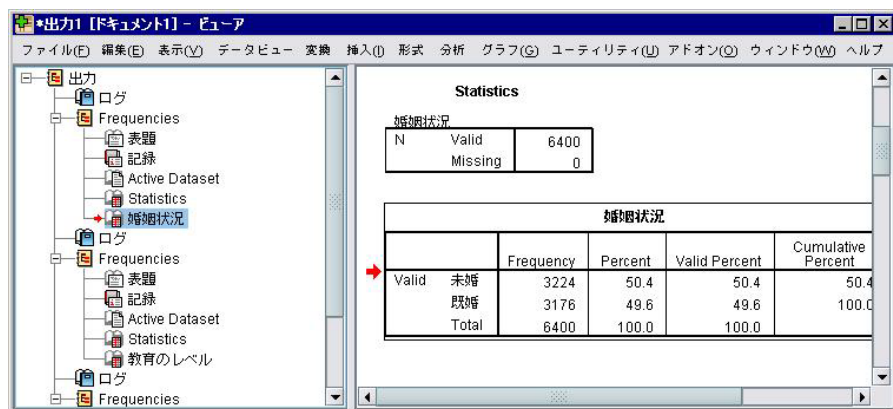 *出力1 [ドキュメント1] - ビューア
ファイル(F) 編集(E) 表示(V) データビュー 変換 挿入(I) 形式 分析 グラフ(G) ユーティリティ(U) アドオン(O) ウィンドウ(W) ヘルプ
出力
ログ
Frequencies
表題
記録
Active Dataset
Statistics
婚姻状況
ログ
Frequencies
表題
記録
Active Dataset
Statistics
教育のレベル
ログ
Frequencies
Statistics
婚姻状況
N Valid 6400
Missing 0
婚姻状況
Frequency Percent Valid Percent Cumulative Percent
Valid 未婚 3224 50.4 50.4 50.4
既婚 3176 49.6 49.6 100.0
Total 6400 100.0 100.0